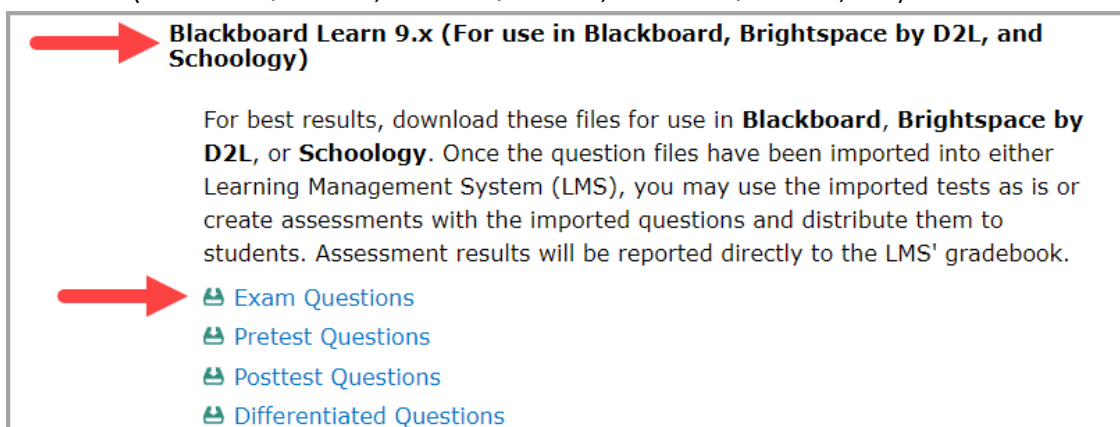 Blackboard Learn 9.x (For use in Blackboard, Brightspace by D2L, and
Schoology)
For best results, download these files for use in Blackboard, Brightspace by
D2L, or Schoology. Once the question files have been imported into either
Learning Management System (LMS), you may use the imported tests as is or
create assessments with the imported questions and distribute them to
students. Assessment results will be reported directly to the LMS' gradebook.
Exam Questions
Pretest Questions
Posttest Questions
Differentiated Questions